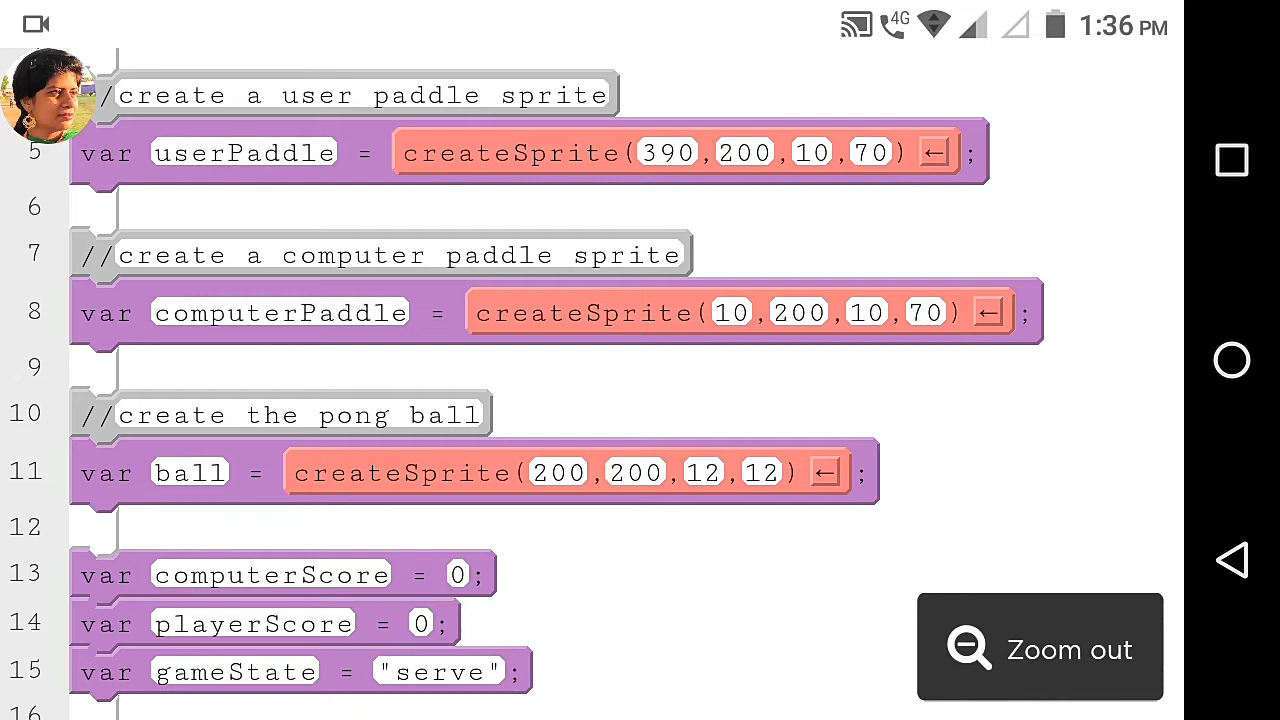 4G 1:36 PM
/create a user paddle sprite
5 var userPaddle = createSprite(390,200,10,70) ← ;
6
7 //create a computer paddle sprite
8 var computerPaddle = createSprite(10,200,10,70) ← ;
9
10 //create the pong ball
11 var ball = createSprite(200,200,12,12) ← ;
12
13 var computerScore = 0;
14 var playerScore = 0;
15 var gameState = "serve";
16
Zoom out